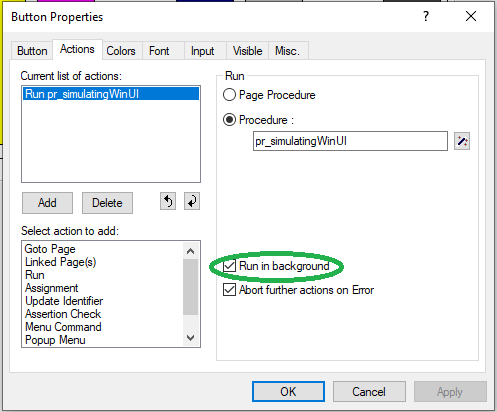 Button Properties
Button
Actions
Colors
Font
Input
Visible
Misc.
Current list of actions:
Run pr_simulatingWinUI
Add
Delete
Select action to add:
Goto Page
Linked Page(s)
Run
Assignment
Update Identifier
Assertion Check
Menu Command
Popup Menu
Run
Page Procedure
Procedure :
pr_simulatingWinUI
Run in background
Abort further actions on Error
OK
Cancel
Apply